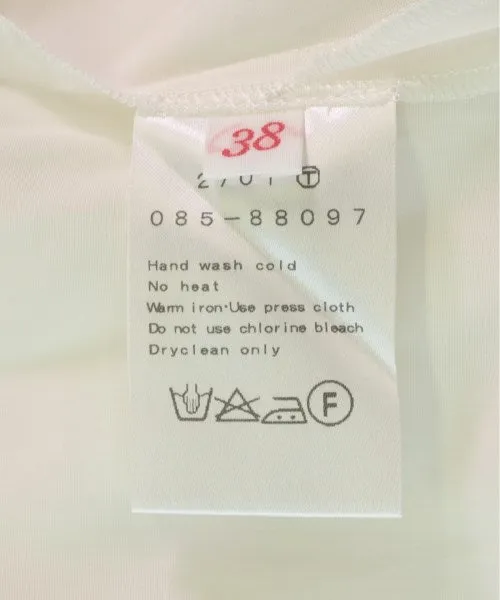 38
2701 Ⓣ
085-88097
Hand wash cold
No heat
Warm iron·Use press cloth
Do not use chlorine bleach
Dryclean only
F